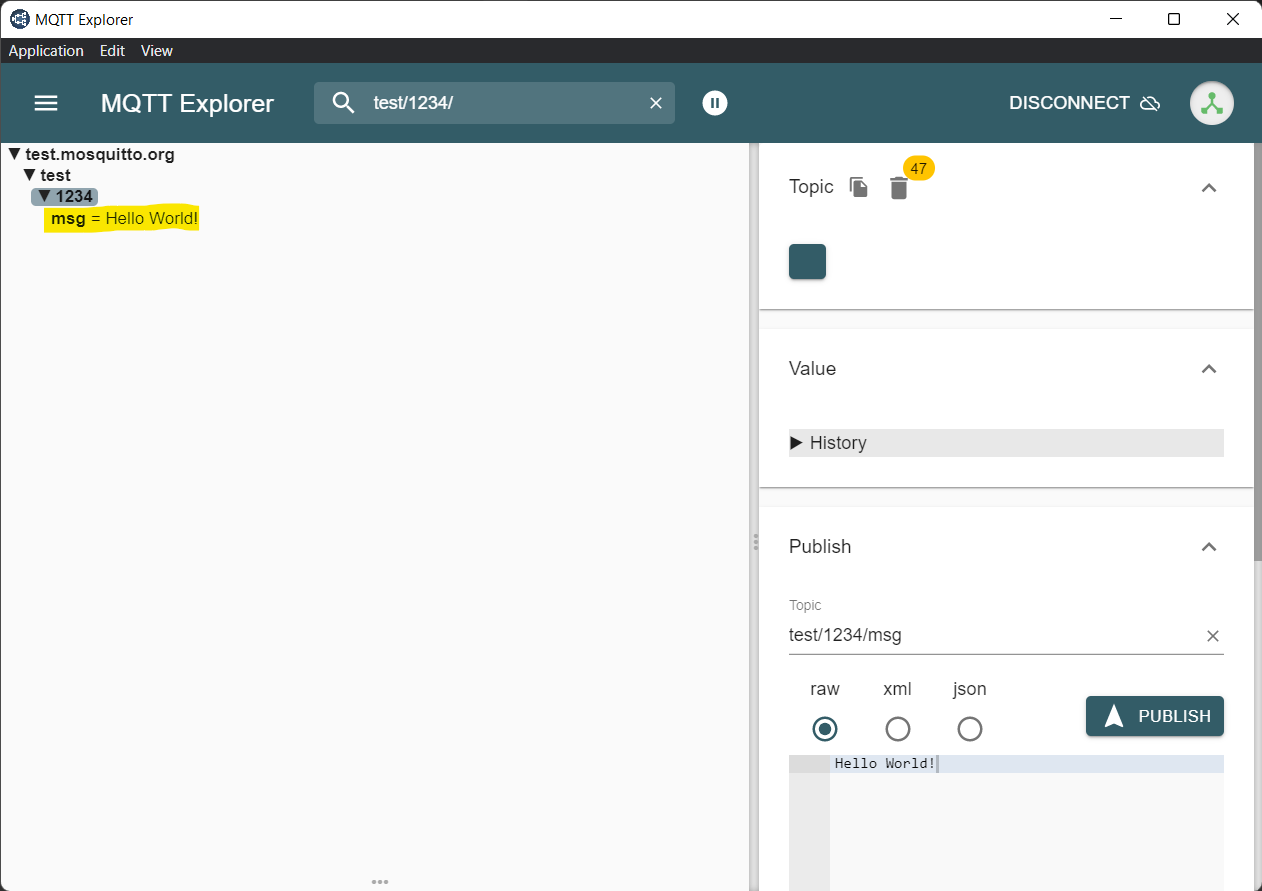 MQTT Explorer
Application Edit View
MQTT Explorer
test/1234/
DISCONNECT
test.mosquitto.org
test
1234
msg = Hello World!
Topic
47
Value
History
Publish
Topic
test/1234/msg
raw xml json
PUBLISH
Hello World!